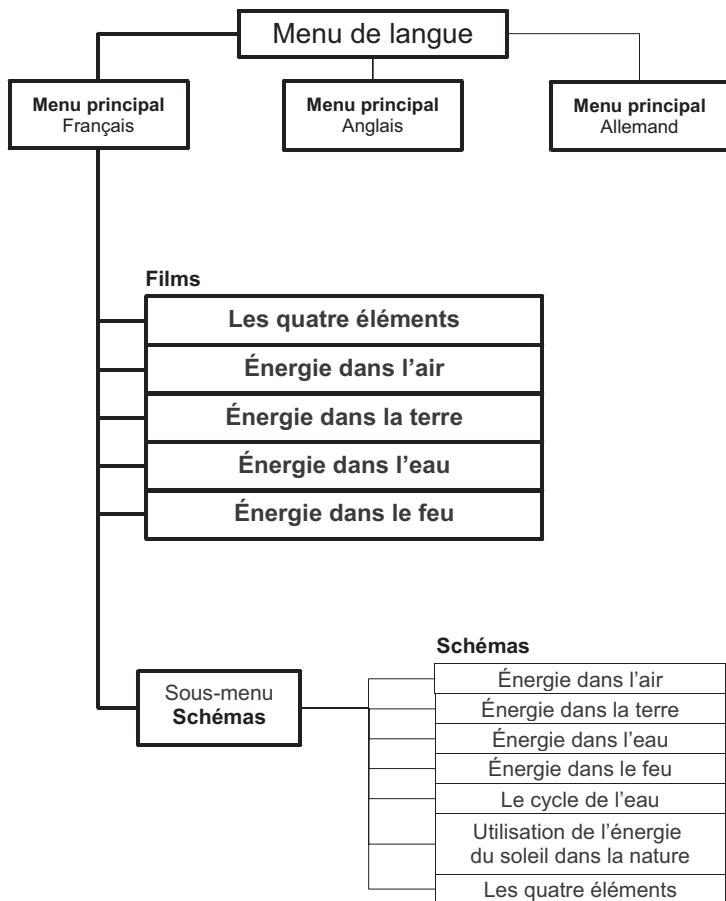 Menu de langue
Menu principal
Français
Menu principal
Anglais
Menu principal
Allemand
Films
Les quatre éléments
Énergie dans l’air
Énergie dans la terre
Énergie dans l’eau
Énergie dans le feu
Sous-menu
Schémas
Schémas
Énergie dans l’air
Énergie dans la terre
Énergie dans l’eau
Énergie dans le feu
Le cycle de l’eau
Utilisation de l’énergie
du soleil dans la nature
Les quatre éléments